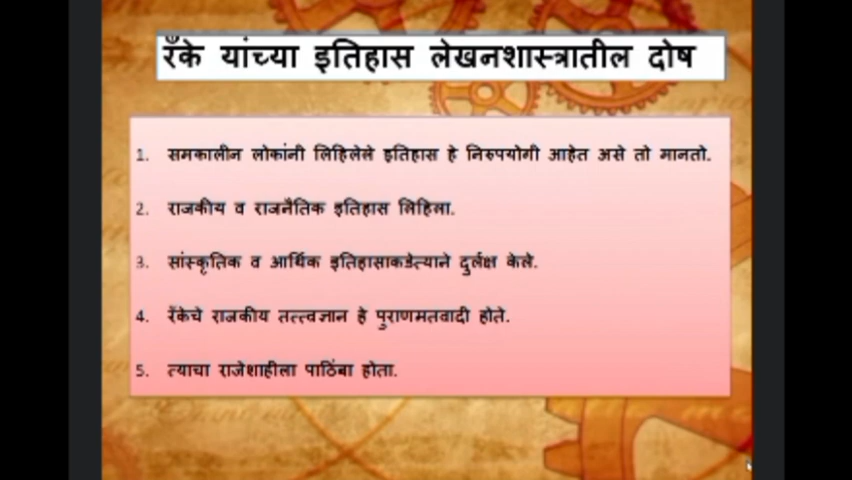 रँके यांच्या इतिहास लेखनशास्त्रातील दोष
1. समकालीन लोकांनी लिहिलेले इतिहास हे निरुपयोगी आहेत असे तो मानतो.
2. राजकीय व राजनैतिक इतिहास लिहिला.
3. सांस्कृतिक व आर्थिक इतिहासाकडेत्याने दुर्लक्ष केले.
4. रँकेचे राजकीय तत्त्वज्ञान हे पुराणमतवादी होते.
5. त्याचा राजेशाहीला पाठिंबा होता.